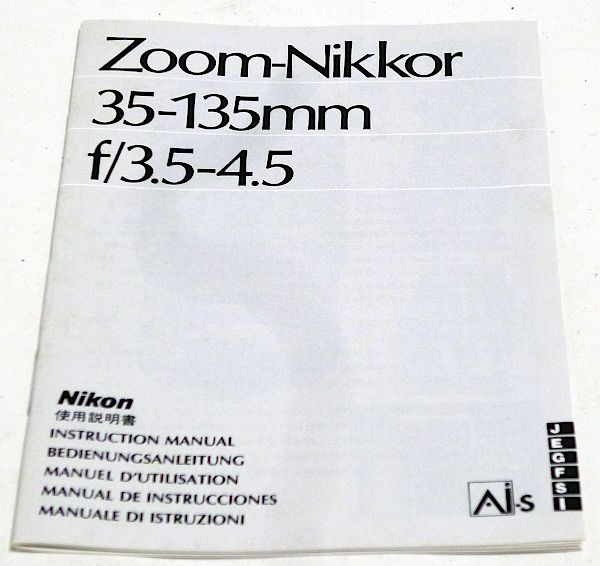 Zoom-Nikkor
35-135mm
f/3.5-4.5
Nikon
使用説明書
INSTRUCTION MANUAL
BEDIENUNGSANLEITUNG
MANUEL D'UTILISATION
MANUAL DE INSTRUCCIONES
MANUALE DI ISTRUZIONI
Ai-s
J
E
G
F
S
I